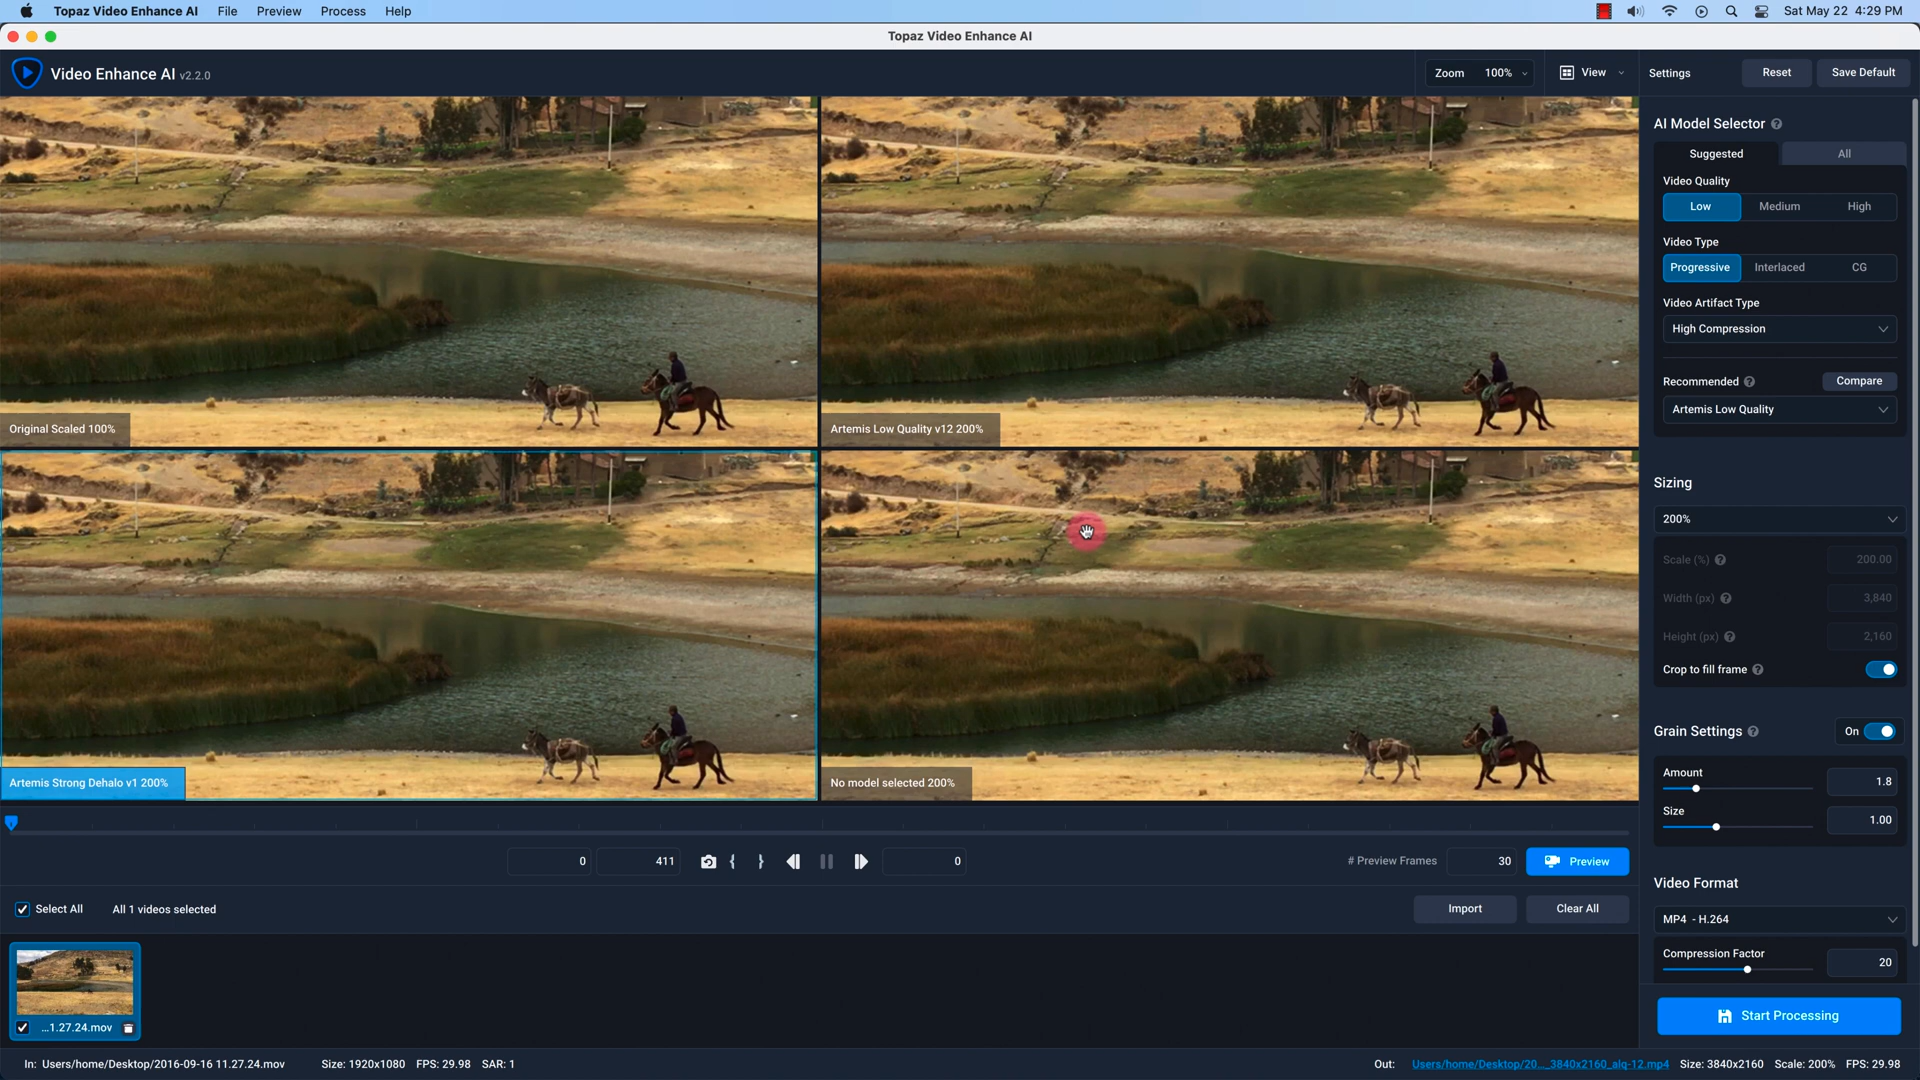 Topaz Video Enhance AI File Preview Process Help Sat May 22 4:29 PM
Topaz Video Enhance AI
Video Enhance AI v2.2.0 Zoom 100% View Settings Reset Save Default
AI Model Selector ?
Suggested All
Video Quality
Low Medium High
Video Type
Progressive Interlaced CG
Video Artifact Type
High Compression
Recommended ? Compare
Artemis Low Quality
Original Scaled 100% Artemis Low Quality v12 200%
Sizing
200%
Scale (%) ? 200.00
Width (px) ? 3,840
Height (px) ? 2,160
Crop to fill frame ?
Grain Settings ? On
Amount 1.8
Size 1.00
Artemis Strong Dehalo v1 200% No model selected 200%
0 411 { } 0 # Preview Frames 30 Preview
Video Format
MP4 - H.264
Compression Factor 20
Select All All 1 videos selected Import Clear All
...1.27.24.mov
Start Processing
In: Users/home/Desktop/2016-09-16 11.27.24.mov Size: 1920x1080 FPS: 29.98 SAR: 1 Out: Users/home/Desktop/20..._3840x2160_alq-12.mp4 Size: 3840x2160 Scale: 200% FPS: 29.98